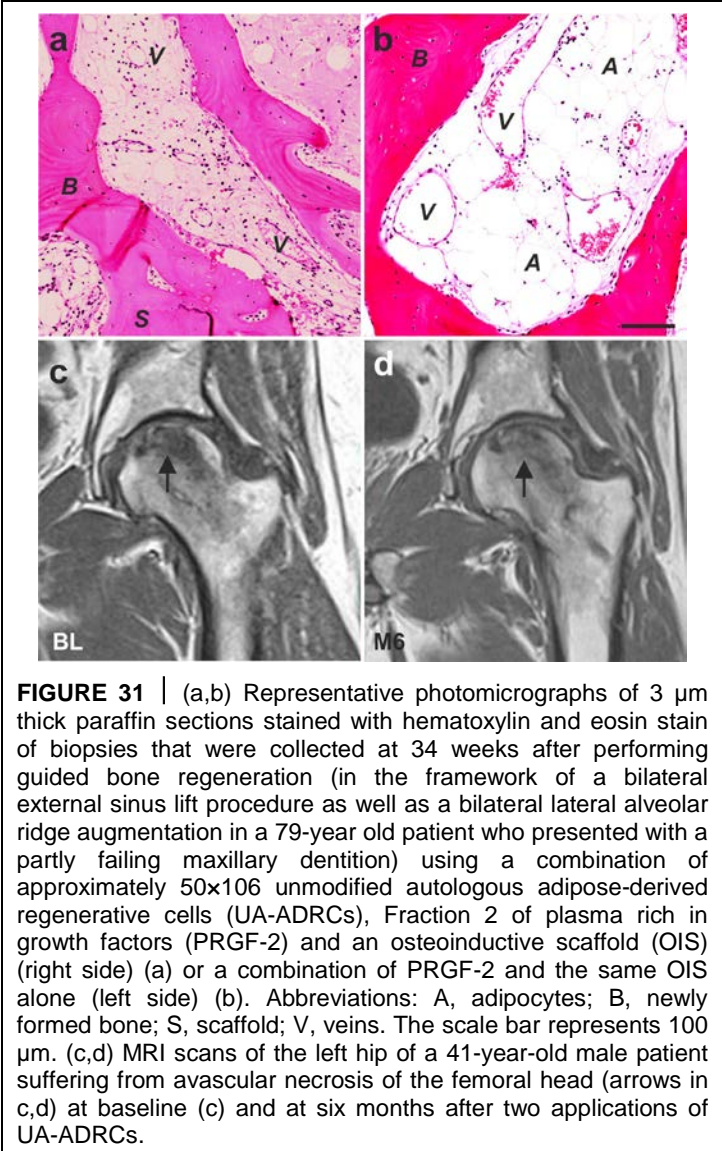 a
V
B
V
S
b
B
A
V
V
A
c
BL
d
M6
FIGURE 31 | (a,b) Representative photomicrographs of 3 µm
thick paraffin sections stained with hematoxylin and eosin stain
of biopsies that were collected at 34 weeks after performing
guided bone regeneration (in the framework of a bilateral
external sinus lift procedure as well as a bilateral lateral alveolar
ridge augmentation in a 79-year old patient who presented with a
partly failing maxillary dentition) using a combination of
approximately 50×106 unmodified autologous adipose-derived
regenerative cells (UA-ADRCs), Fraction 2 of plasma rich in
growth factors (PRGF-2) and an osteoinductive scaffold (OIS)
(right side) (a) or a combination of PRGF-2 and the same OIS
alone (left side) (b). Abbreviations: A, adipocytes; B, newly
formed bone; S, scaffold; V, veins. The scale bar represents 100
µm. (c,d) MRI scans of the left hip of a 41-year-old male patient
suffering from avascular necrosis of the femoral head (arrows in
c,d) at baseline (c) and at six months after two applications of
UA-ADRCs.